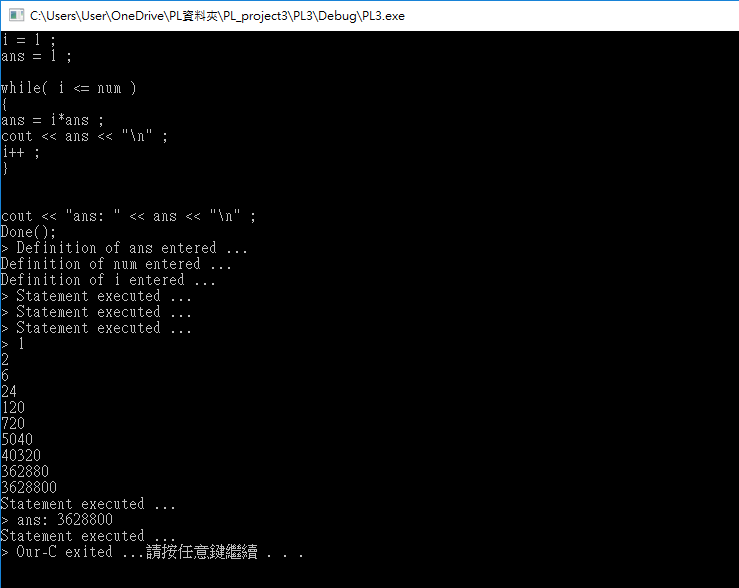 C:\Users\User\OneDrive\PL資料夾\PL_project3\PL3\Debug\PL3.exe
i = 1 ;
ans = 1 ;
while( i <= num )
{
ans = i*ans ;
cout << ans << "\n" ;
i++ ;
}
cout << "ans: " << ans << "\n" ;
Done();
> Definition of ans entered ...
Definition of num entered ...
Definition of i entered ...
> Statement executed ...
> Statement executed ...
> Statement executed ...
> 1
2
6
24
120
720
5040
40320
362880
3628800
Statement executed ...
> ans: 3628800
Statement executed ...
> Our-C exited ...請按任意鍵繼續 . . .